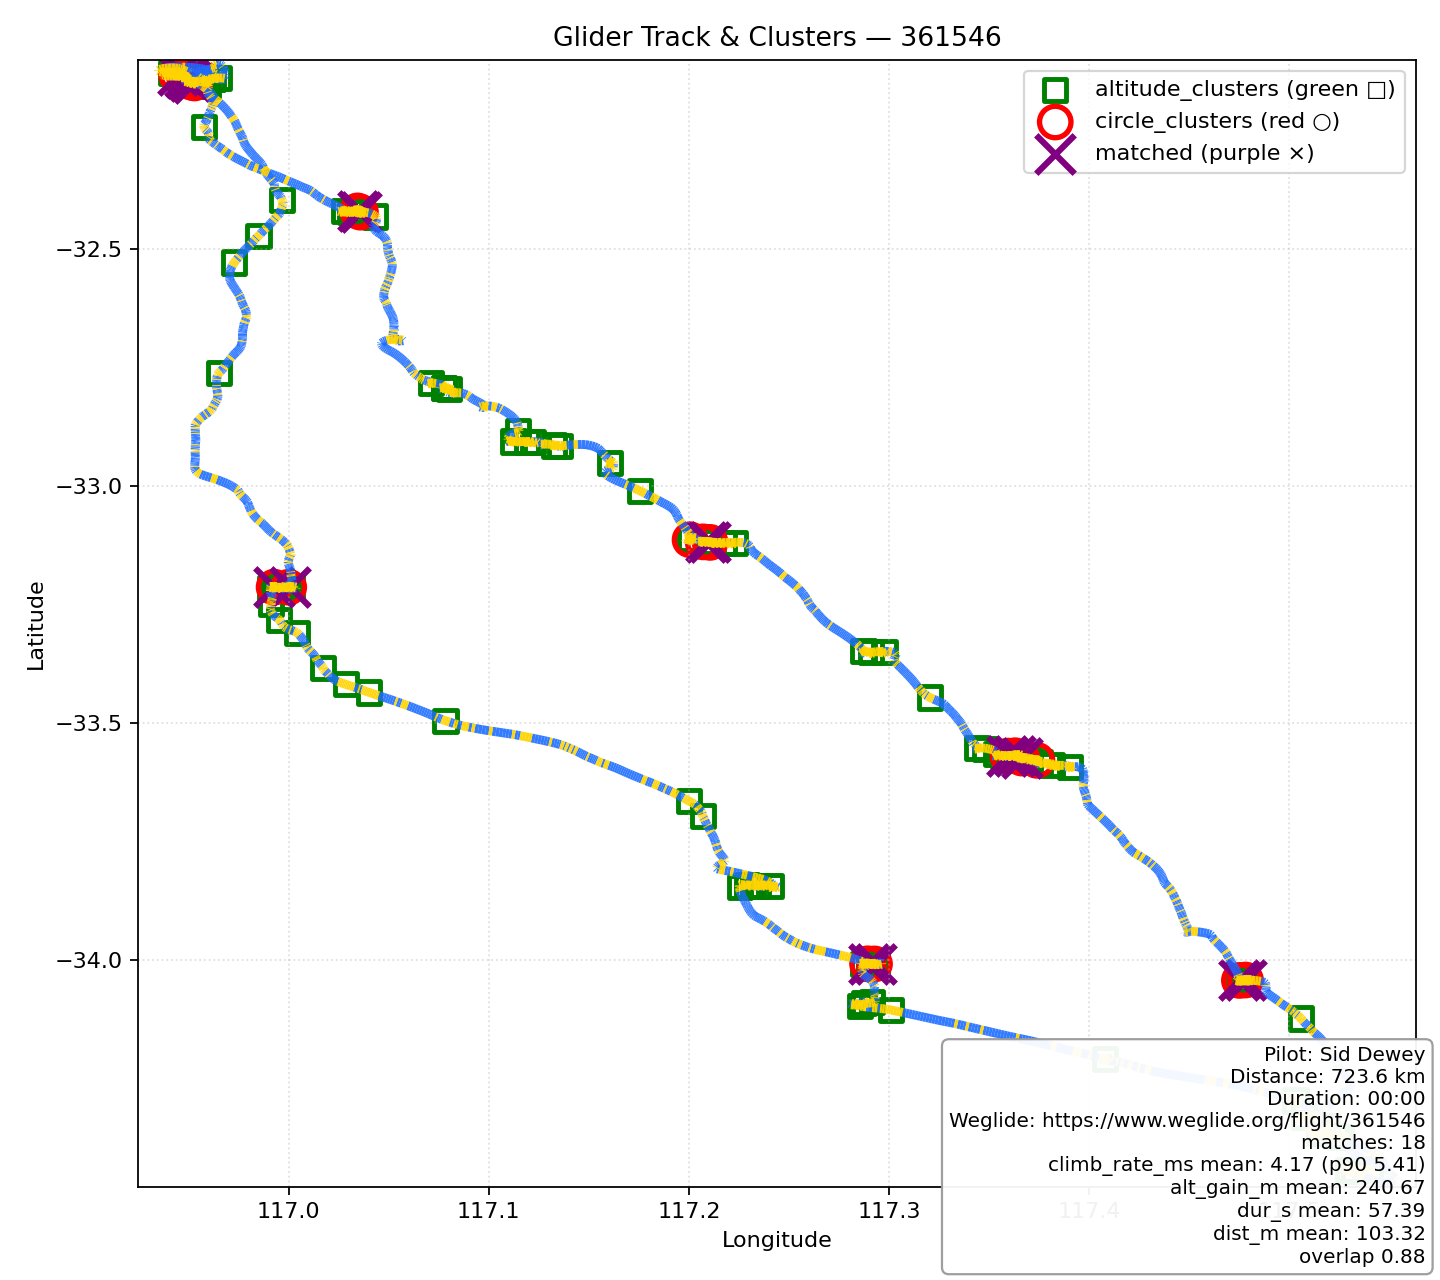 Glider Track & Clusters — 361546
altitude_clusters (green □)
circle_clusters (red ○)
matched (purple ×)
Latitude
−32.5
−33.0
−33.5
−34.0
Pilot: Sid Dewey
Distance: 723.6 km
Duration: 00:00
Weglide: https://www.weglide.org/flight/361546
matches: 18
climb_rate_ms mean: 4.17 (p90 5.41)
alt_gain_m mean: 240.67
dur_s mean: 57.39
dist_m mean: 103.32
overlap 0.88
117.0 117.1 117.2 117.3 117.4
Longitude